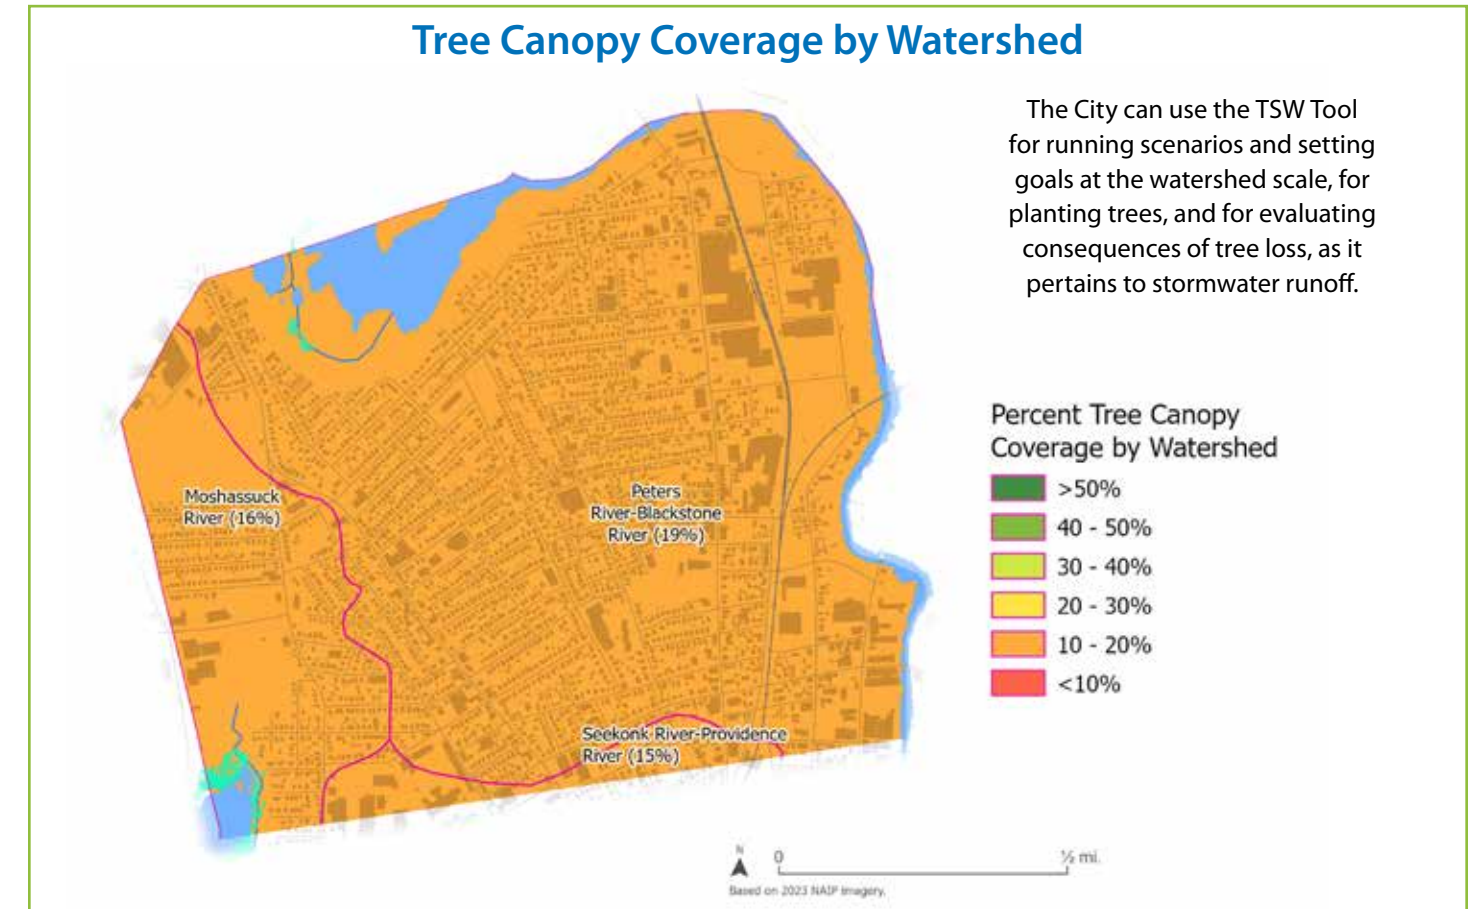 Tree Canopy Coverage by Watershed
The City can use the TSW Tool
for running scenarios and setting
goals at the watershed scale, for
planting trees, and for evaluating
consequences of tree loss, as it
pertains to stormwater runoff.
Moshassuck
River (16%)
Peters
River-Blackstone
River (19%)
Seekonk River-Providence
River (15%)
Percent Tree Canopy
Coverage by Watershed
>50%
40 - 50%
30 - 40%
20 - 30%
10 - 20%
<10%
N
0
½ mi.
Based on 2023 NAIP Imagery.